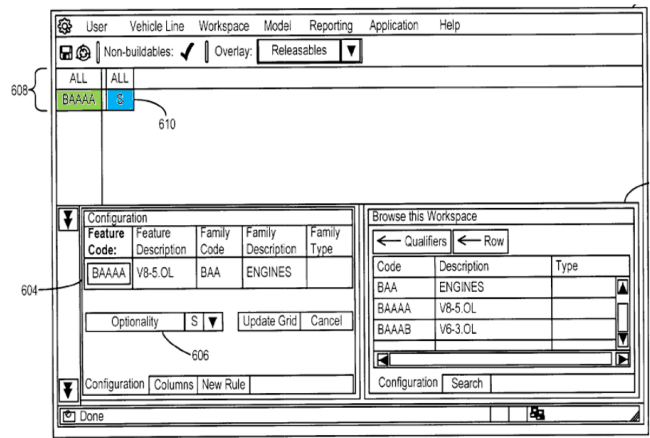 User Vehicle Line Workspace Model Reporting Application Help
Non-buildables: ✓ Overlay: Releasables ▼
ALL ALL
608
BAAAA S
610
Configuration
Feature Code: Feature Description Family Code Family Description Family Type
BAAAA V8-5.OL BAA ENGINES
604
Optionality S ▼ Update Grid Cancel
606
Configuration Columns New Rule
Browse this Workspace
← Qualifiers ← Row
Code Description Type
BAA ENGINES
BAAAA V8-5.OL
BAAAB V6-3.OL
Configuration Search
Done